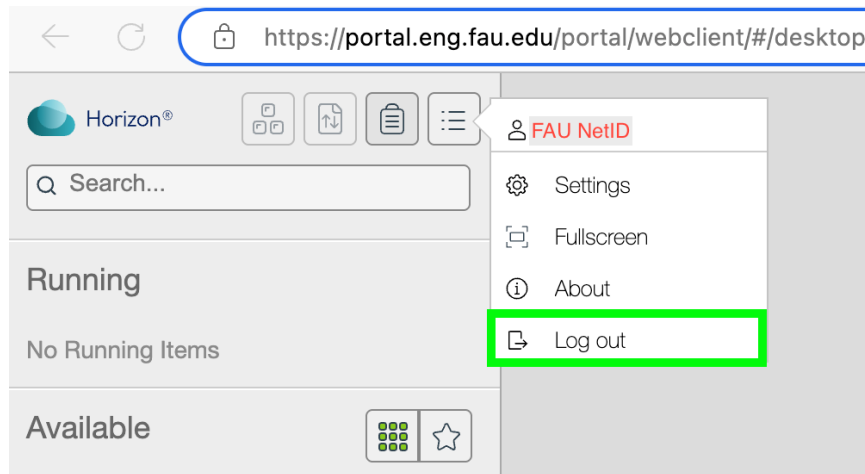 https://portal.eng.fau.edu/portal/webclient/#/desktop
Horizon®
Search...
Running
No Running Items
Available
FAU NetID
Settings
Fullscreen
About
Log out